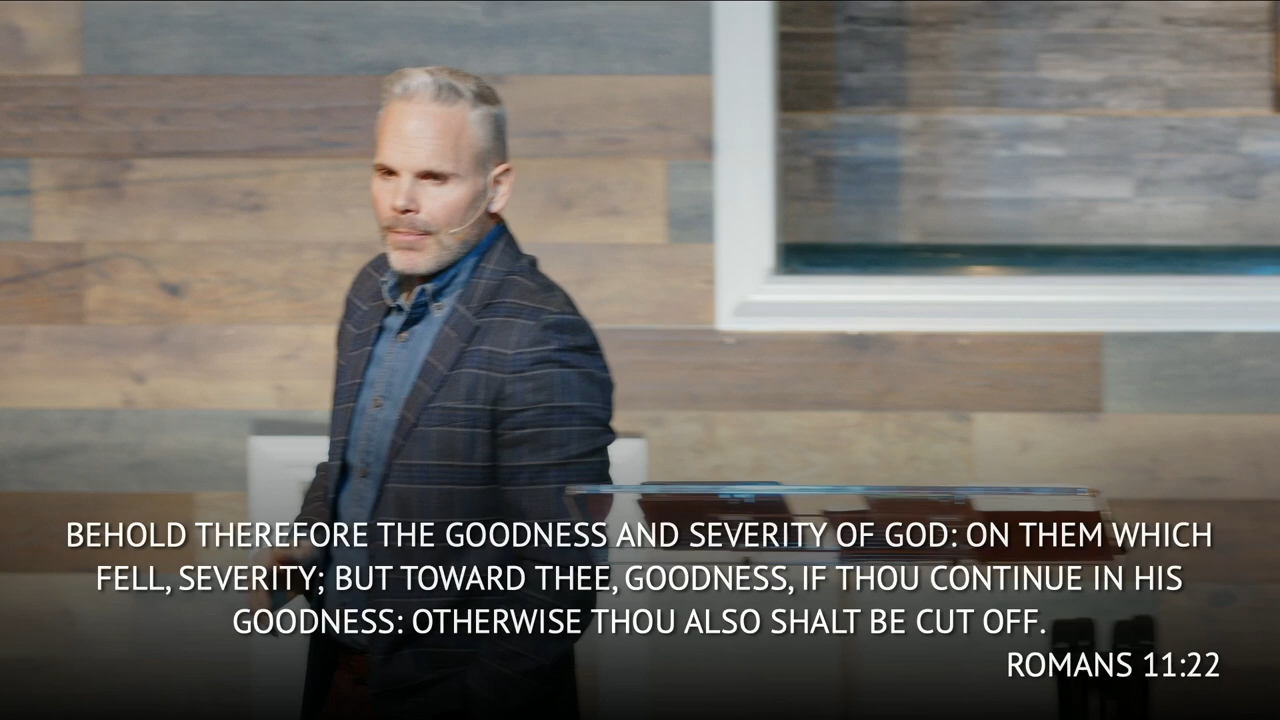 BEHOLD THEREFORE THE GOODNESS AND SEVERITY OF GOD: ON THEM WHICH
FELL, SEVERITY; BUT TOWARD THEE, GOODNESS, IF THOU CONTINUE IN HIS
GOODNESS: OTHERWISE THOU ALSO SHALT BE CUT OFF.
ROMANS 11:22